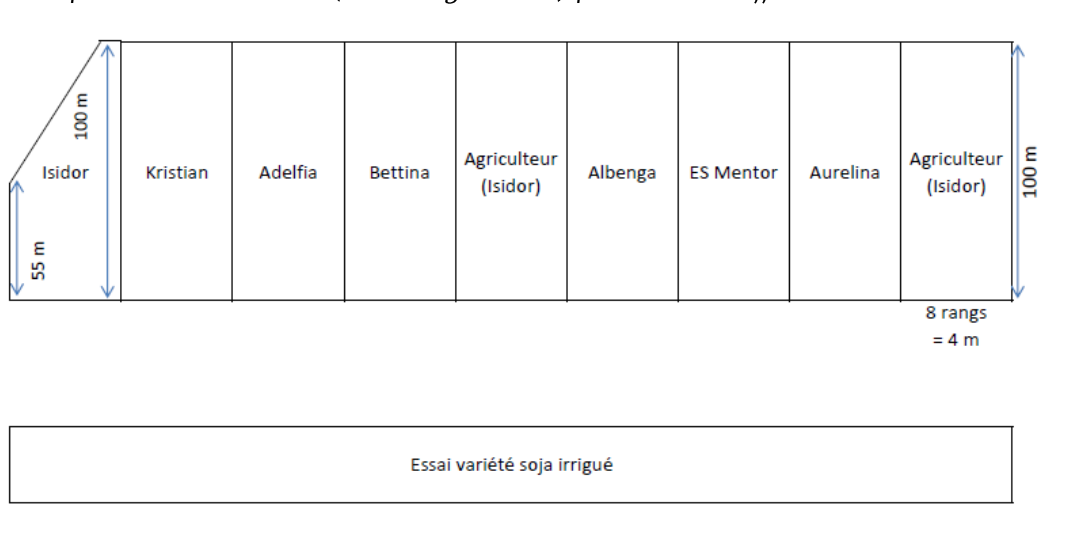 100 m
Isidor
55 m
Kristian
Adelfia
Bettina
Agriculteur
(Isidor)
Albenga
ES Mentor
Aurelina
Agriculteur
(Isidor)
100 m
8 rangs
= 4 m
Essai variété soja irrigué